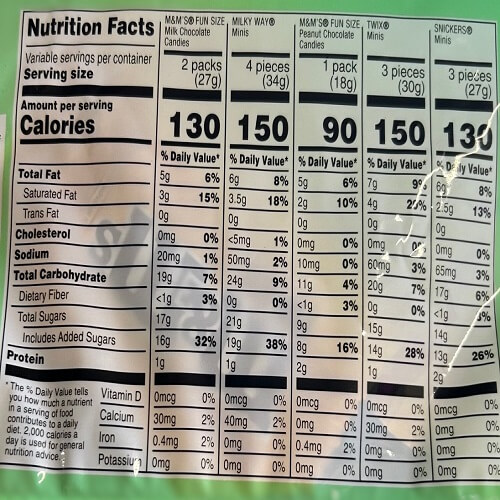 Nutrition Facts
Variable servings per container
Serving size
Amount per serving
Calories
M&M'S® FUN SIZE Milk Chocolate Candies | MILKY WAY® Minis | M&M'S® FUN SIZE Peanut Chocolate Candies | TWIX® Minis | SNICKERS® Minis
2 packs (27g) | 4 pieces (34g) | 1 pack (18g) | 3 pieces (30g) | 3 pieces (27g)
130 | 150 | 90 | 150 | 130
% Daily Value* | % Daily Value* | % Daily Value* | % Daily Value* | % Daily Value*
Total Fat | 5g 6% | 6g 8% | 5g 6% | 7g 9% | 6g 8%
Saturated Fat | 3g 15% | 3.5g 18% | 2g 10% | 4g | 2.5g 13%
Trans Fat | 0g | 0g | 0g | 0g | 0g
Cholesterol | 0mg 0% | <5mg 1% | 0mg 0% | 0mg 0% | 0mg 0%
Sodium | 20mg 1% | 50mg 2% | 10mg 0% | 60mg 3% | 65mg 3%
Total Carbohydrate | 19g 7% | 24g 9% | 11g 4% | 20g 7% | 17g 6%
Dietary Fiber | <1g 3% | 0g 0% | <1g 3% | 0g 0% | <1g
Total Sugars | 17g | 21g | 9g | 15g | 14g
Includes Added Sugars | 16g 32% | 19g 38% | 8g 16% | 14g 28% | 13g 26%
Protein | 1g | 1g | 2g | 1g | 2g
* The % Daily Value tells
you how much a nutrient
in a serving of food
contributes to a daily
diet. 2,000 calories a
day is used for general
nutrition advice.
Vitamin D | 0mcg 0% | 0mcg 0% | 0mcg 0% | 0mcg 0% | 0mcg 0%
Calcium | 30mg 2% | 40mg 2% | 0mg 0% | 30mg 2% | 0mg 0%
Iron | 0.4mg 2% | 0mg 0% | 0.4mg 2% | 0mg 0% | 0mg 0%
Potassium | 0mg 0% | 0mg 0% | 0mg 0% | 0mg 0% | 0mg 0%